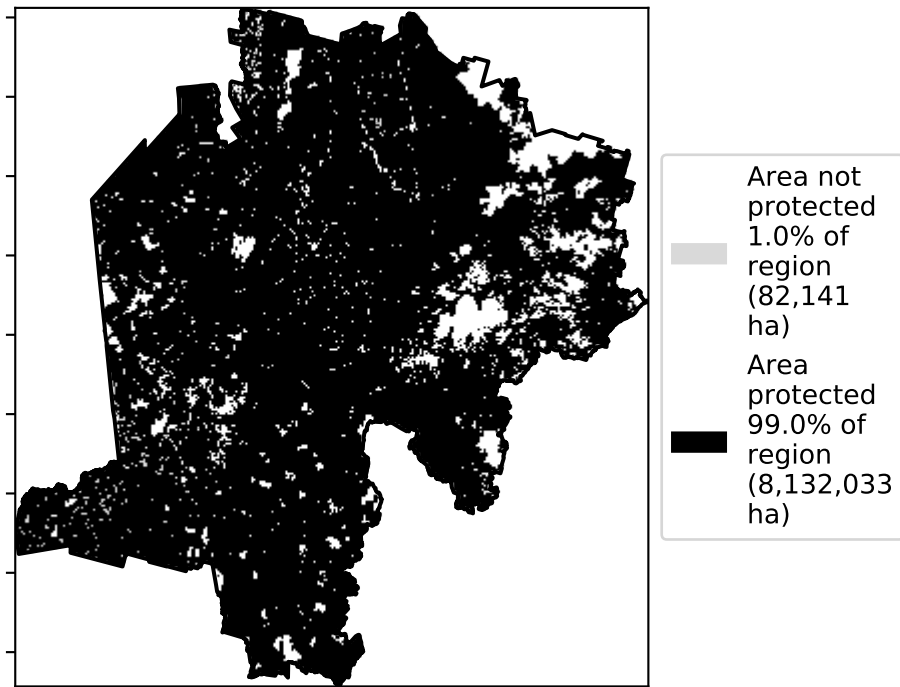 Area not
protected
1.0% of
region
(82,141
ha)
Area
protected
99.0% of
region
(8,132,033
ha)